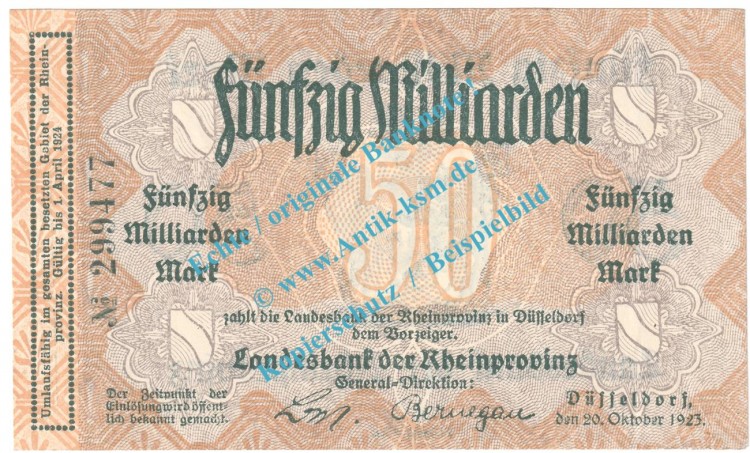 Umlaufsfähig im gesamten besetzten Gebiet der Rhein-
provinz. Gültig bis 1. April 1924
№ 299477
Fünfzig Milliarden
50
Fünfzig
Milliarden
Mark
Fünfzig
Milliarden
Mark
zahlt die Landesbank der Rheinprovinz in Düsseldorf
dem Vorzeiger.
Landesbank der Rheinprovinz
General-Direktion:
Der Zeitpunkt der
Einlösung wird öffent-
lich bekannt gemacht.
Bernegau
Düsseldorf,
den 20. Oktober 1923.
Echte / originale Banknote
© www.Antik-ksm.de
Kopierschutz / Beispielbild